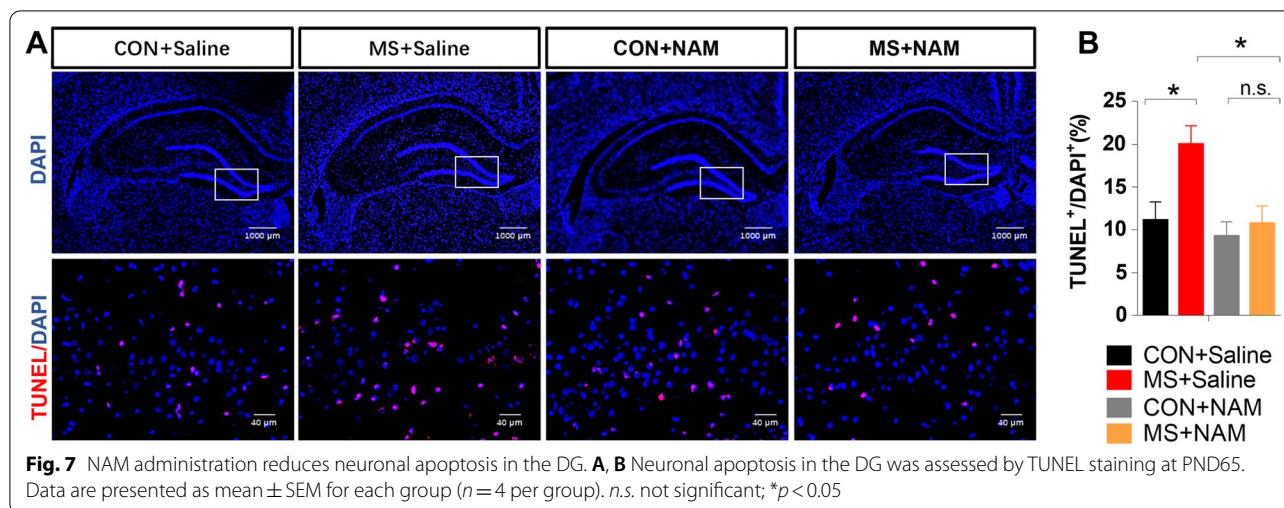 A
CON+Saline
MS+Saline
CON+NAM
MS+NAM
DAPI
1000 µm
1000 µm
1000 µm
1000 µm
TUNEL/DAPI
40 µm
40 µm
40 µm
40 µm
B
*
*
n.s.
TUNEL⁺/DAPI⁺(%)
25
20
15
10
5
0
CON+Saline
MS+Saline
CON+NAM
MS+NAM
Fig. 7 NAM administration reduces neuronal apoptosis in the DG. A, B Neuronal apoptosis in the DG was assessed by TUNEL staining at PND65.
Data are presented as mean ± SEM for each group (n = 4 per group). n.s. not significant; *p < 0.05